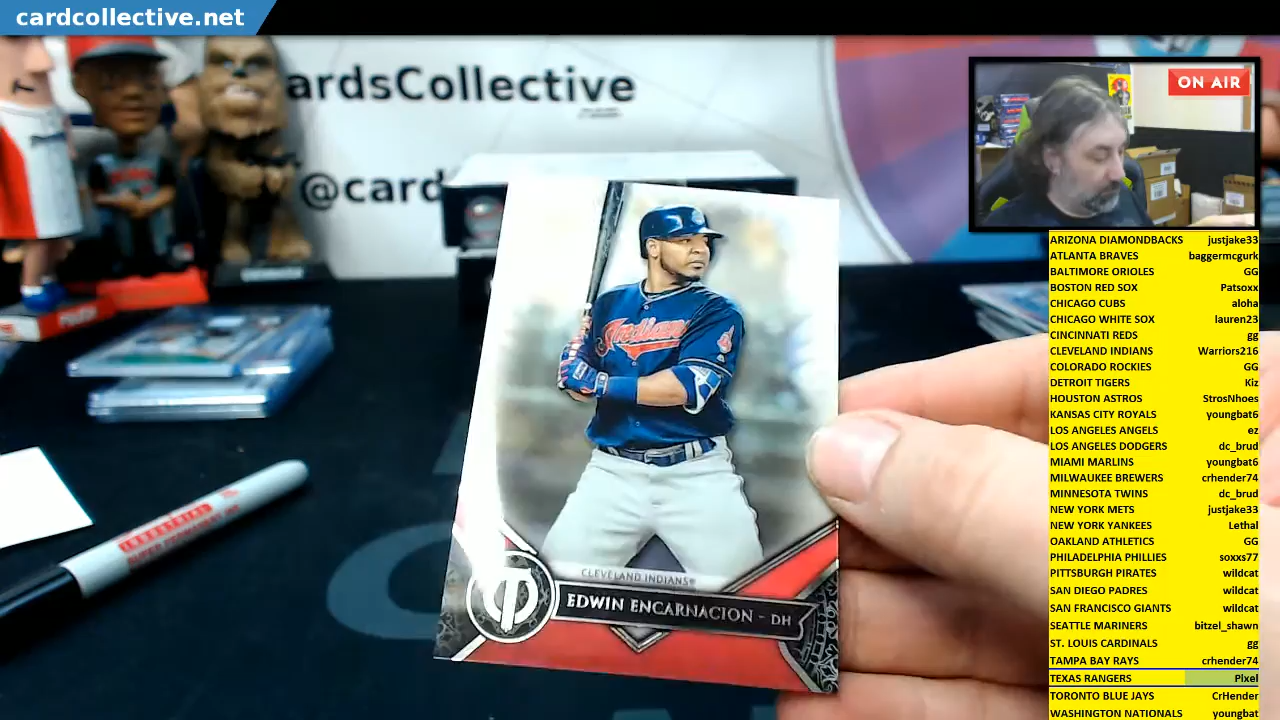 cardcollective.net
ardsCollective
@card
ON AIR
Indians
CLEVELAND INDIANS®
EDWIN ENCARNACION - DH
ARIZONA DIAMONDBACKS justjake33
ATLANTA BRAVES baggermcgurk
BALTIMORE ORIOLES GG
BOSTON RED SOX Patsoxx
CHICAGO CUBS aloha
CHICAGO WHITE SOX lauren23
CINCINNATI REDS gg
CLEVELAND INDIANS Warriors216
COLORADO ROCKIES GG
DETROIT TIGERS Kiz
HOUSTON ASTROS StrosNhoes
KANSAS CITY ROYALS youngbat6
LOS ANGELES ANGELS ez
LOS ANGELES DODGERS dc_brud
MIAMI MARLINS youngbat6
MILWAUKEE BREWERS crhender74
MINNESOTA TWINS dc_brud
NEW YORK METS justjake33
NEW YORK YANKEES Lethal
OAKLAND ATHLETICS GG
PHILADELPHIA PHILLIES soxxs77
PITTSBURGH PIRATES wildcat
SAN DIEGO PADRES wildcat
SAN FRANCISCO GIANTS wildcat
SEATTLE MARINERS bitzel_shawn
ST. LOUIS CARDINALS gg
TAMPA BAY RAYS crhender74
TEXAS RANGERS Pixel
TORONTO BLUE JAYS CrHender
WASHINGTON NATIONALS youngbat